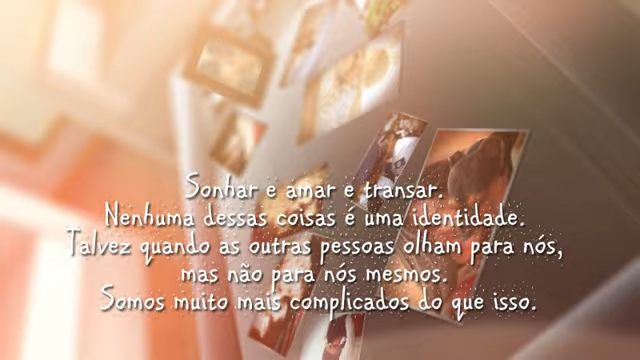 Sonhar e amar e transar.
Nenhuma dessas coisas é uma identidade.
Talvez quando as outras pessoas olham para nós,
mas não para nós mesmos.
Somos muito mais complicados do que isso.